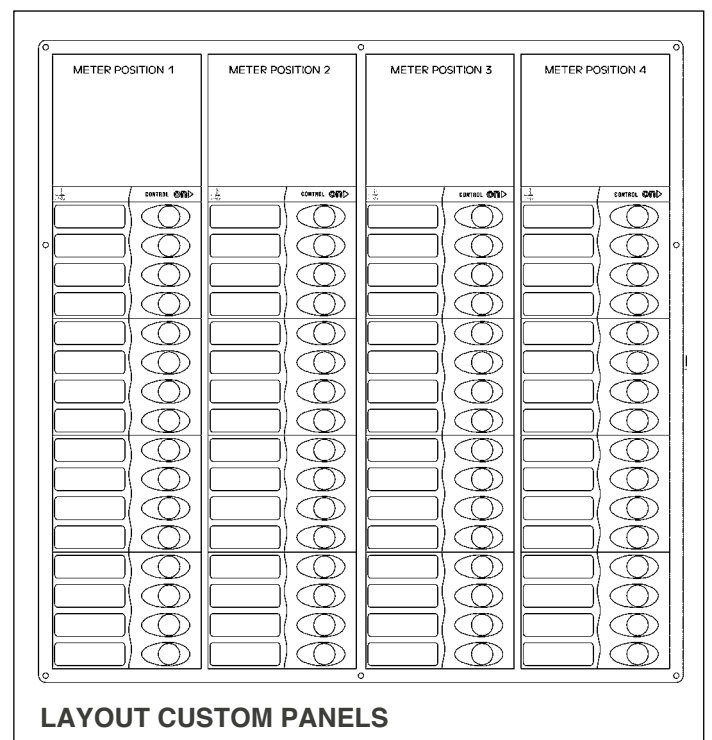 METER POSITION 1
METER POSITION 2
METER POSITION 3
METER POSITION 4
CONTROL
CONTROL
CONTROL
CONTROL
LAYOUT CUSTOM PANELS